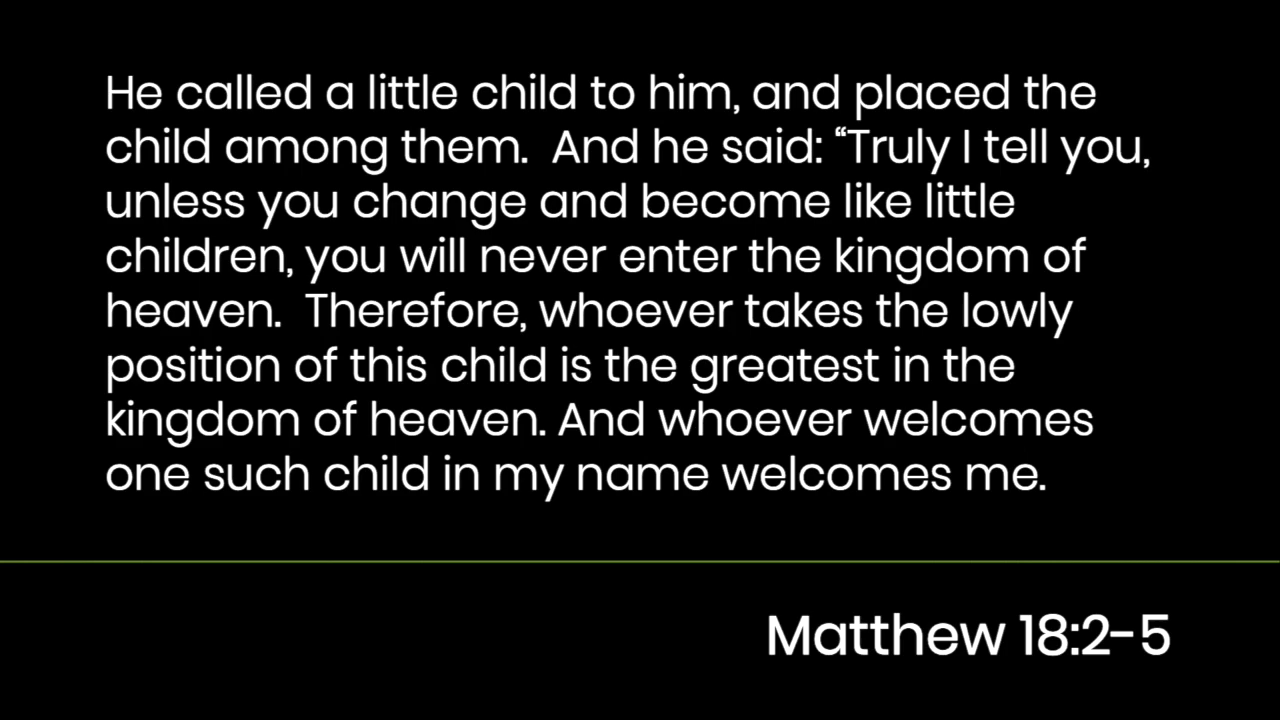 He called a little child to him, and placed the
child among them.  And he said: “Truly I tell you,
unless you change and become like little
children, you will never enter the kingdom of
heaven.  Therefore, whoever takes the lowly
position of this child is the greatest in the
kingdom of heaven. And whoever welcomes
one such child in my name welcomes me.
Matthew 18:2-5